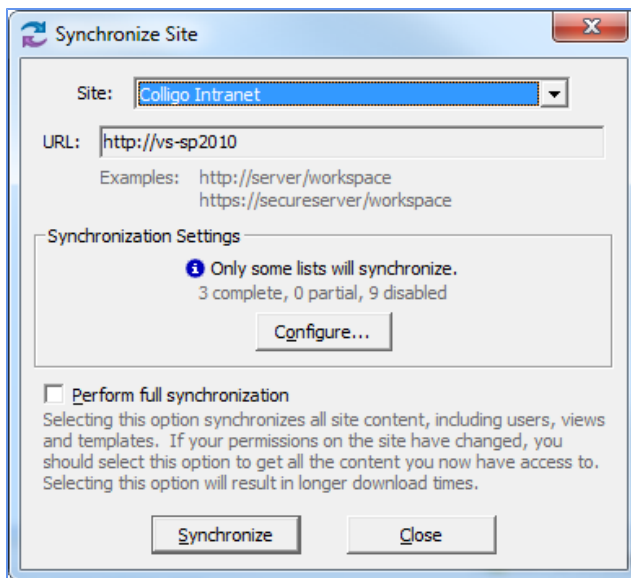 Synchronize Site
Site: Colligo Intranet
URL: http://vs-sp2010
Examples: http://server/workspace
https://secureserver/workspace
Synchronization Settings
Only some lists will synchronize.
3 complete, 0 partial, 9 disabled
Configure...
Perform full synchronization
Selecting this option synchronizes all site content, including users, views
and templates. If your permissions on the site have changed, you
should select this option to get all the content you now have access to.
Selecting this option will result in longer download times.
Synchronize Close